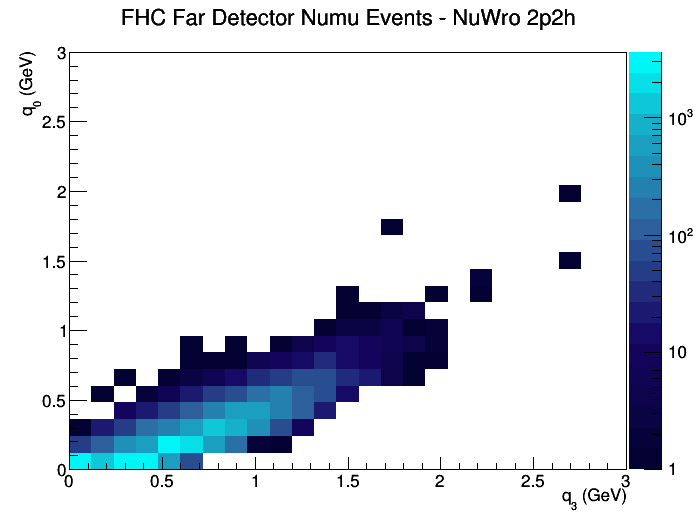 FHC Far Detector Numu Events - NuWro 2p2h
q₀ (GeV)
3
2.5
2
1.5
1
0.5
0
0 0.5 1 1.5 2 2.5 3
q₃ (GeV)
10³
10²
10
1